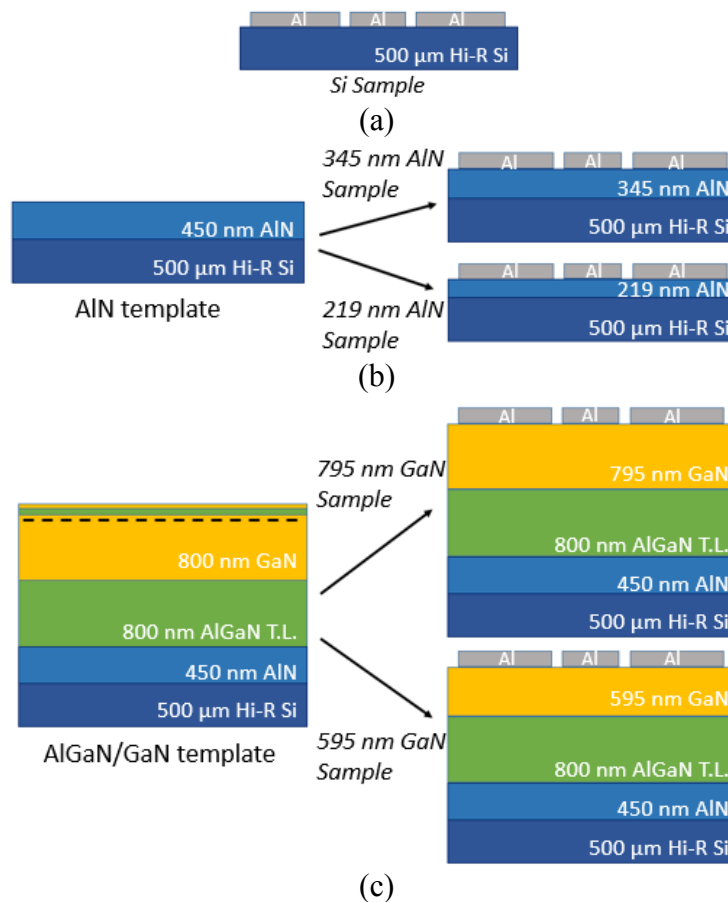 Al Al Al
500 µm Hi-R Si
Si Sample
(a)
450 nm AlN
500 µm Hi-R Si
AlN template
345 nm AlN
Sample
Al Al Al
345 nm AlN
500 µm Hi-R Si
219 nm AlN
Sample
Al Al Al
219 nm AlN
500 µm Hi-R Si
(b)
800 nm GaN
800 nm AlGaN T.L.
450 nm AlN
500 µm Hi-R Si
AlGaN/GaN template
795 nm GaN
Sample
Al Al Al
795 nm GaN
800 nm AlGaN T.L.
450 nm AlN
500 µm Hi-R Si
595 nm GaN
Sample
Al Al Al
595 nm GaN
800 nm AlGaN T.L.
450 nm AlN
500 µm Hi-R Si
(c)